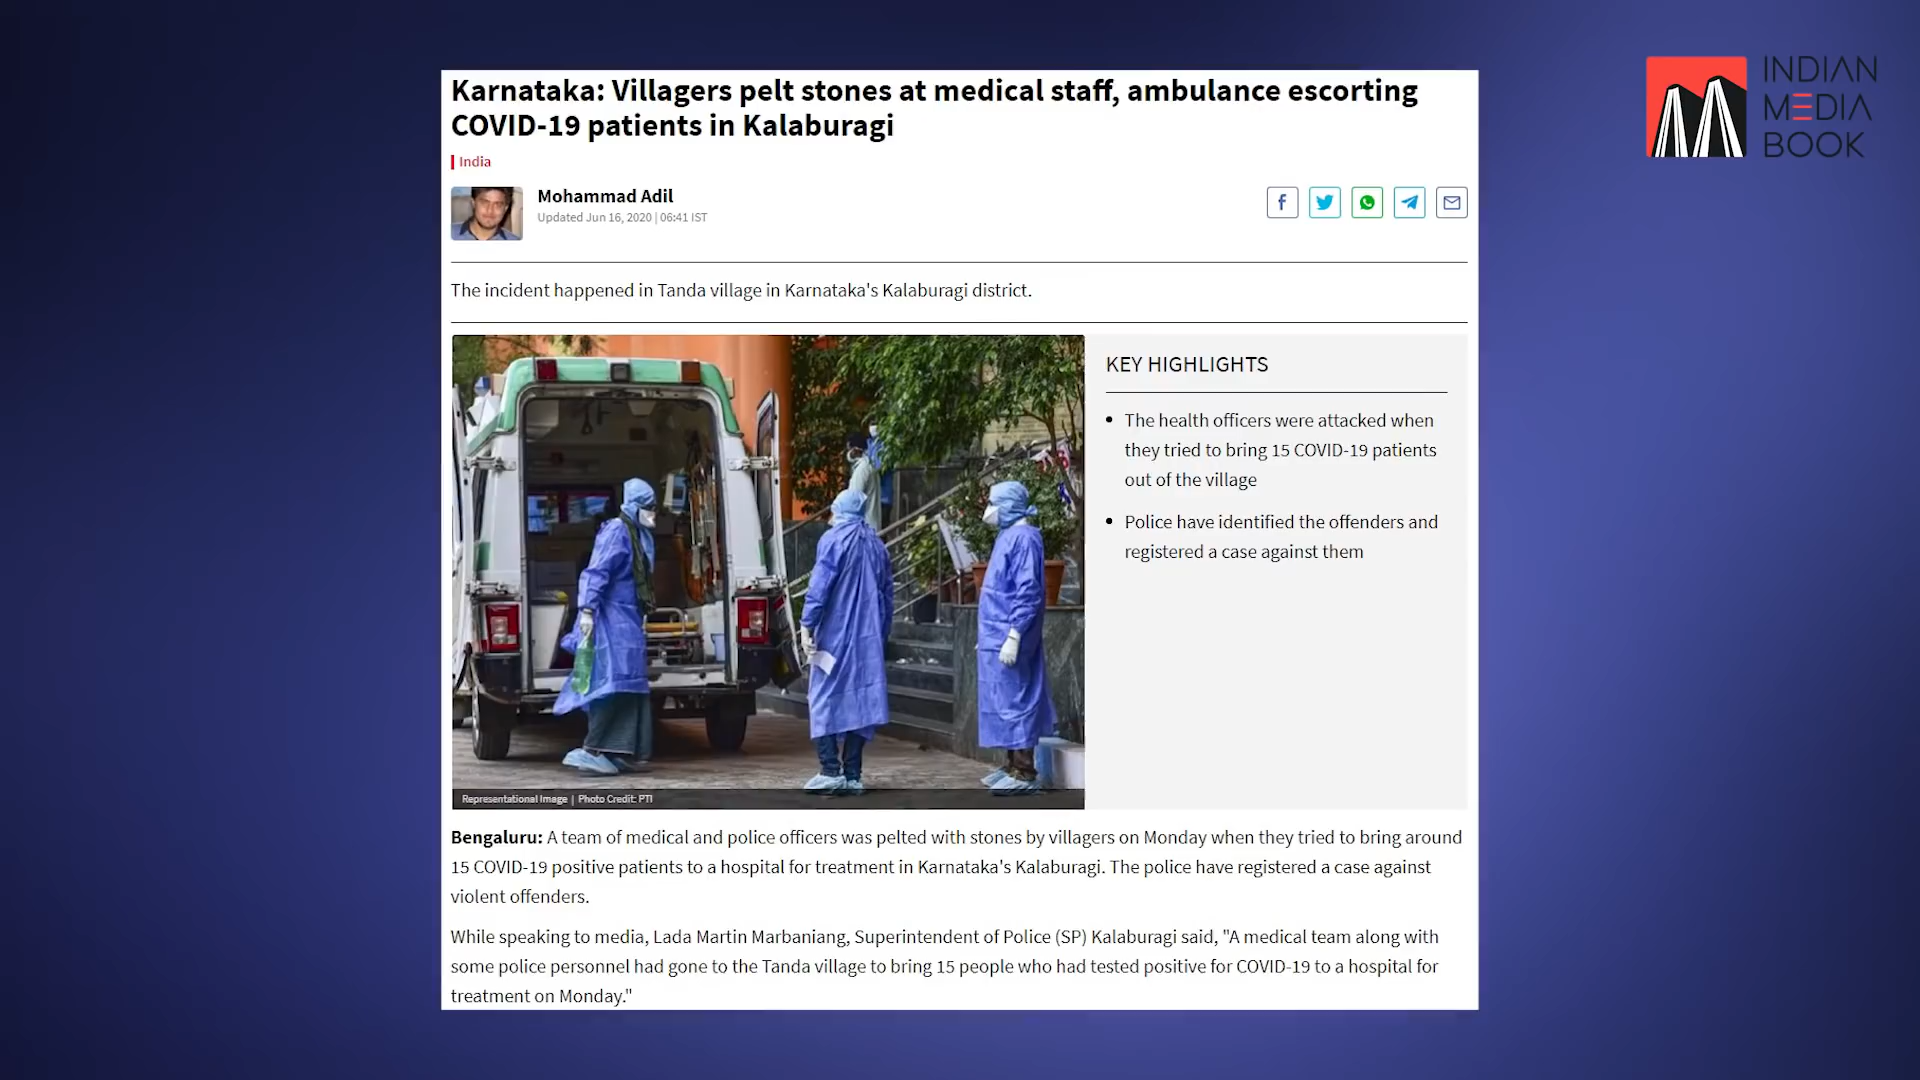 Karnataka: Villagers pelt stones at medical staff, ambulance escorting
COVID-19 patients in Kalaburagi
India
Mohammad Adil
Updated Jun 16, 2020 | 06:41 IST
The incident happened in Tanda village in Karnataka's Kalaburagi district.
KEY HIGHLIGHTS
The health officers were attacked when
they tried to bring 15 COVID-19 patients
out of the village
Police have identified the offenders and
registered a case against them
Representational Image | Photo Credit: PTI
Bengaluru: A team of medical and police officers was pelted with stones by villagers on Monday when they tried to bring around
15 COVID-19 positive patients to a hospital for treatment in Karnataka's Kalaburagi. The police have registered a case against
violent offenders.
While speaking to media, Lada Martin Marbaniang, Superintendent of Police (SP) Kalaburagi said, "A medical team along with
some police personnel had gone to the Tanda village to bring 15 people who had tested positive for COVID-19 to a hospital for
treatment on Monday."
INDIAN
MEDIA
BOOK